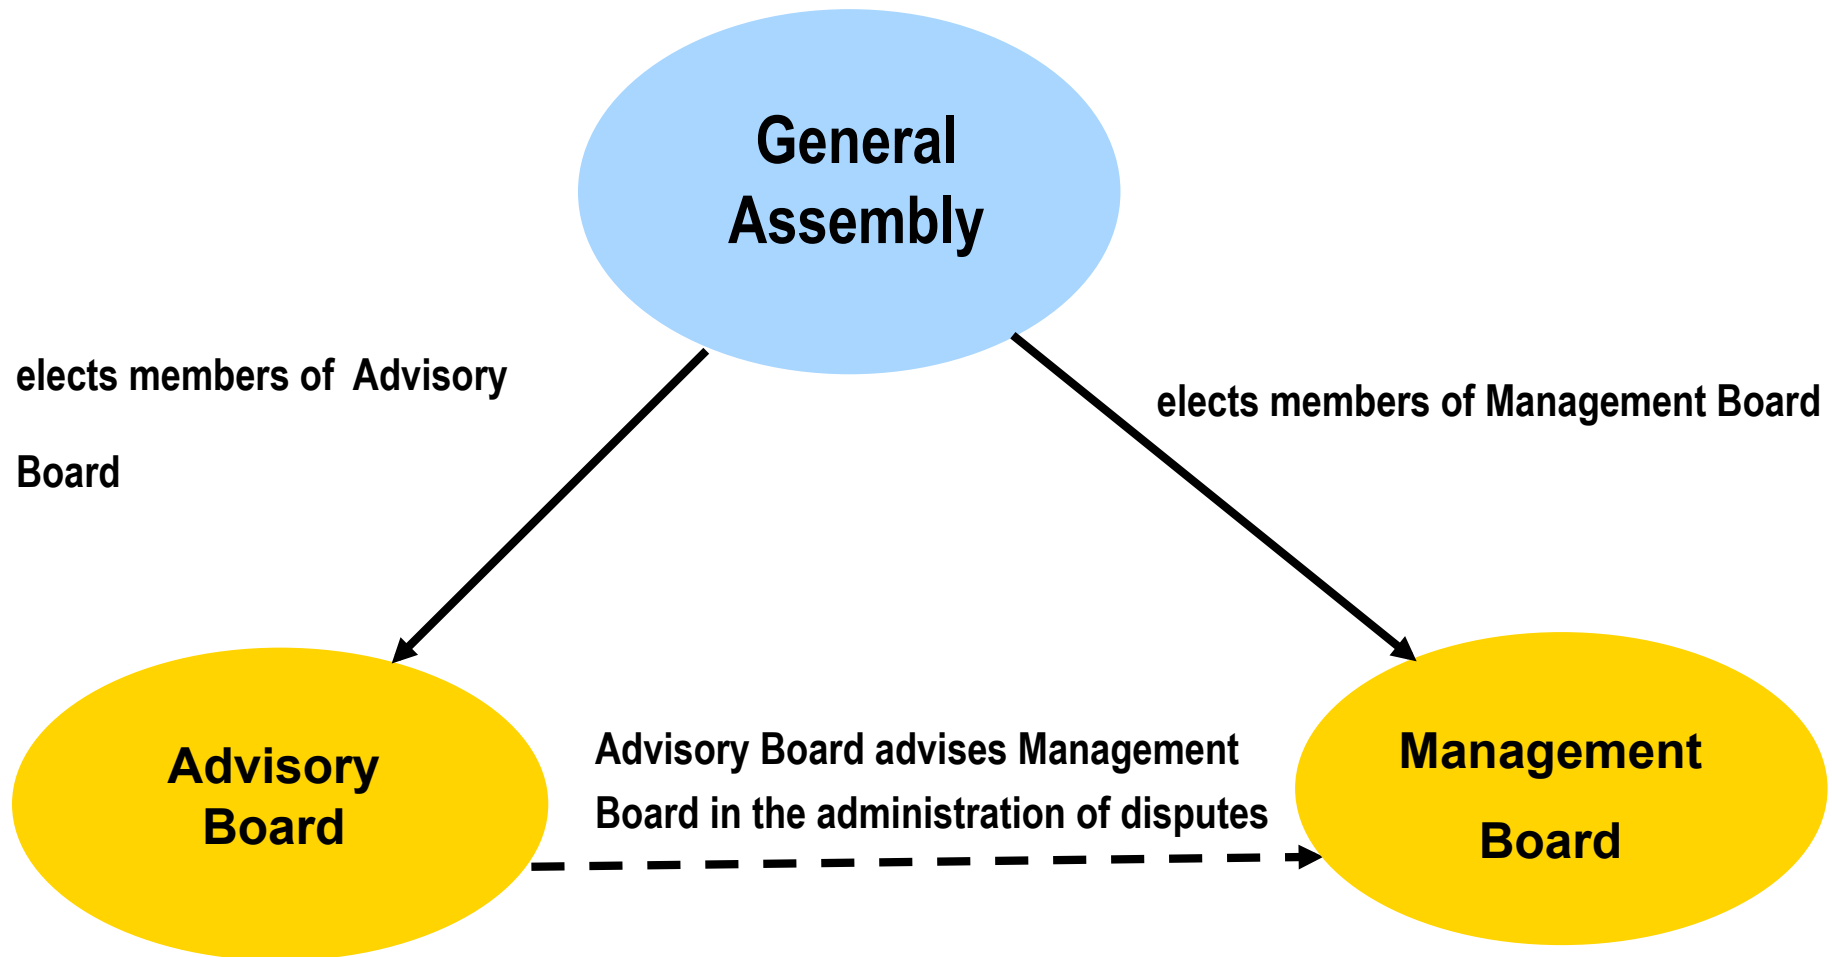 General
Assembly
elects members of  Advisory
Board
elects members of Management Board
Advisory
Board
Advisory Board advises Management
Board in the administration of disputes
Management
Board